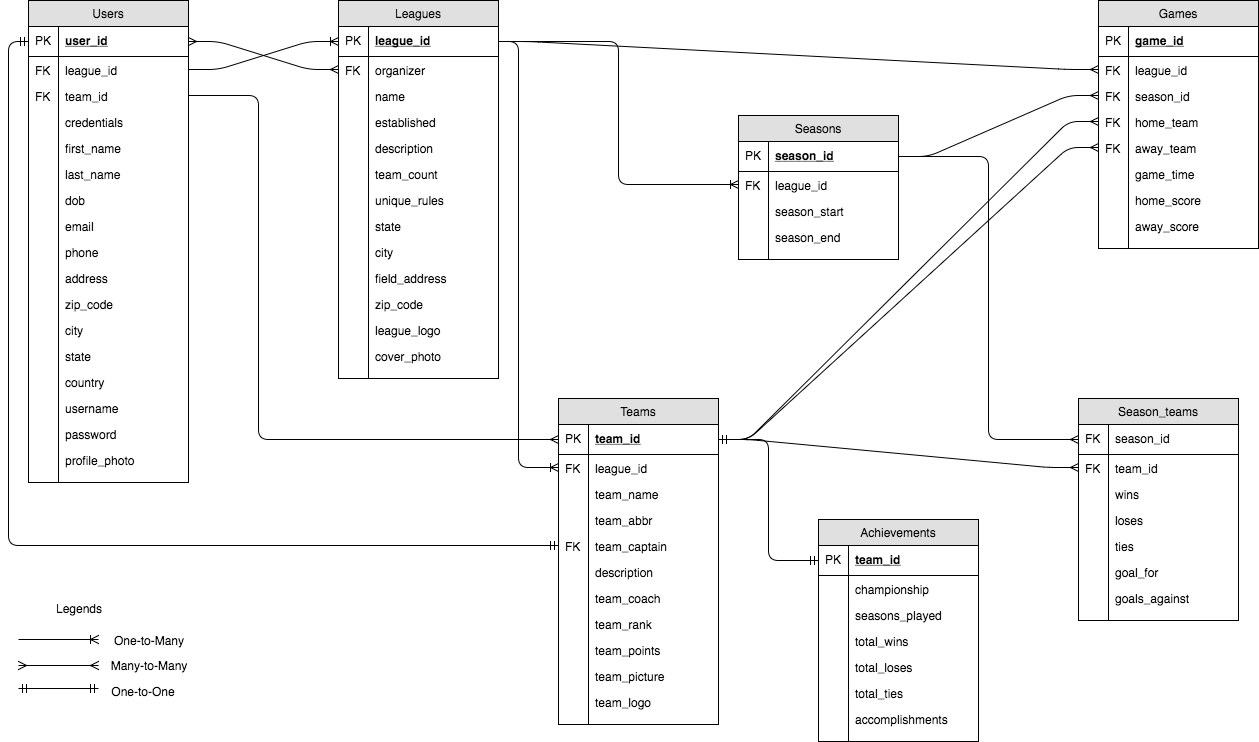 Users
PK user_id
FK league_id
FK team_id
credentials
first_name
last_name
dob
email
phone
address
zip_code
city
state
country
username
password
profile_photo
Leagues
PK league_id
FK organizer
name
established
description
team_count
unique_rules
state
city
field_address
zip_code
league_logo
cover_photo
Seasons
PK season_id
FK league_id
season_start
season_end
Games
PK game_id
FK league_id
FK season_id
FK home_team
FK away_team
game_time
home_score
away_score
Teams
PK team_id
FK league_id
team_name
team_abbr
FK team_captain
description
team_coach
team_rank
team_points
team_picture
team_logo
Achievements
PK team_id
championship
seasons_played
total_wins
total_loses
total_ties
accomplishments
Season_teams
FK season_id
FK team_id
wins
loses
ties
goal_for
goals_against
Legends
One-to-Many
Many-to-Many
One-to-One